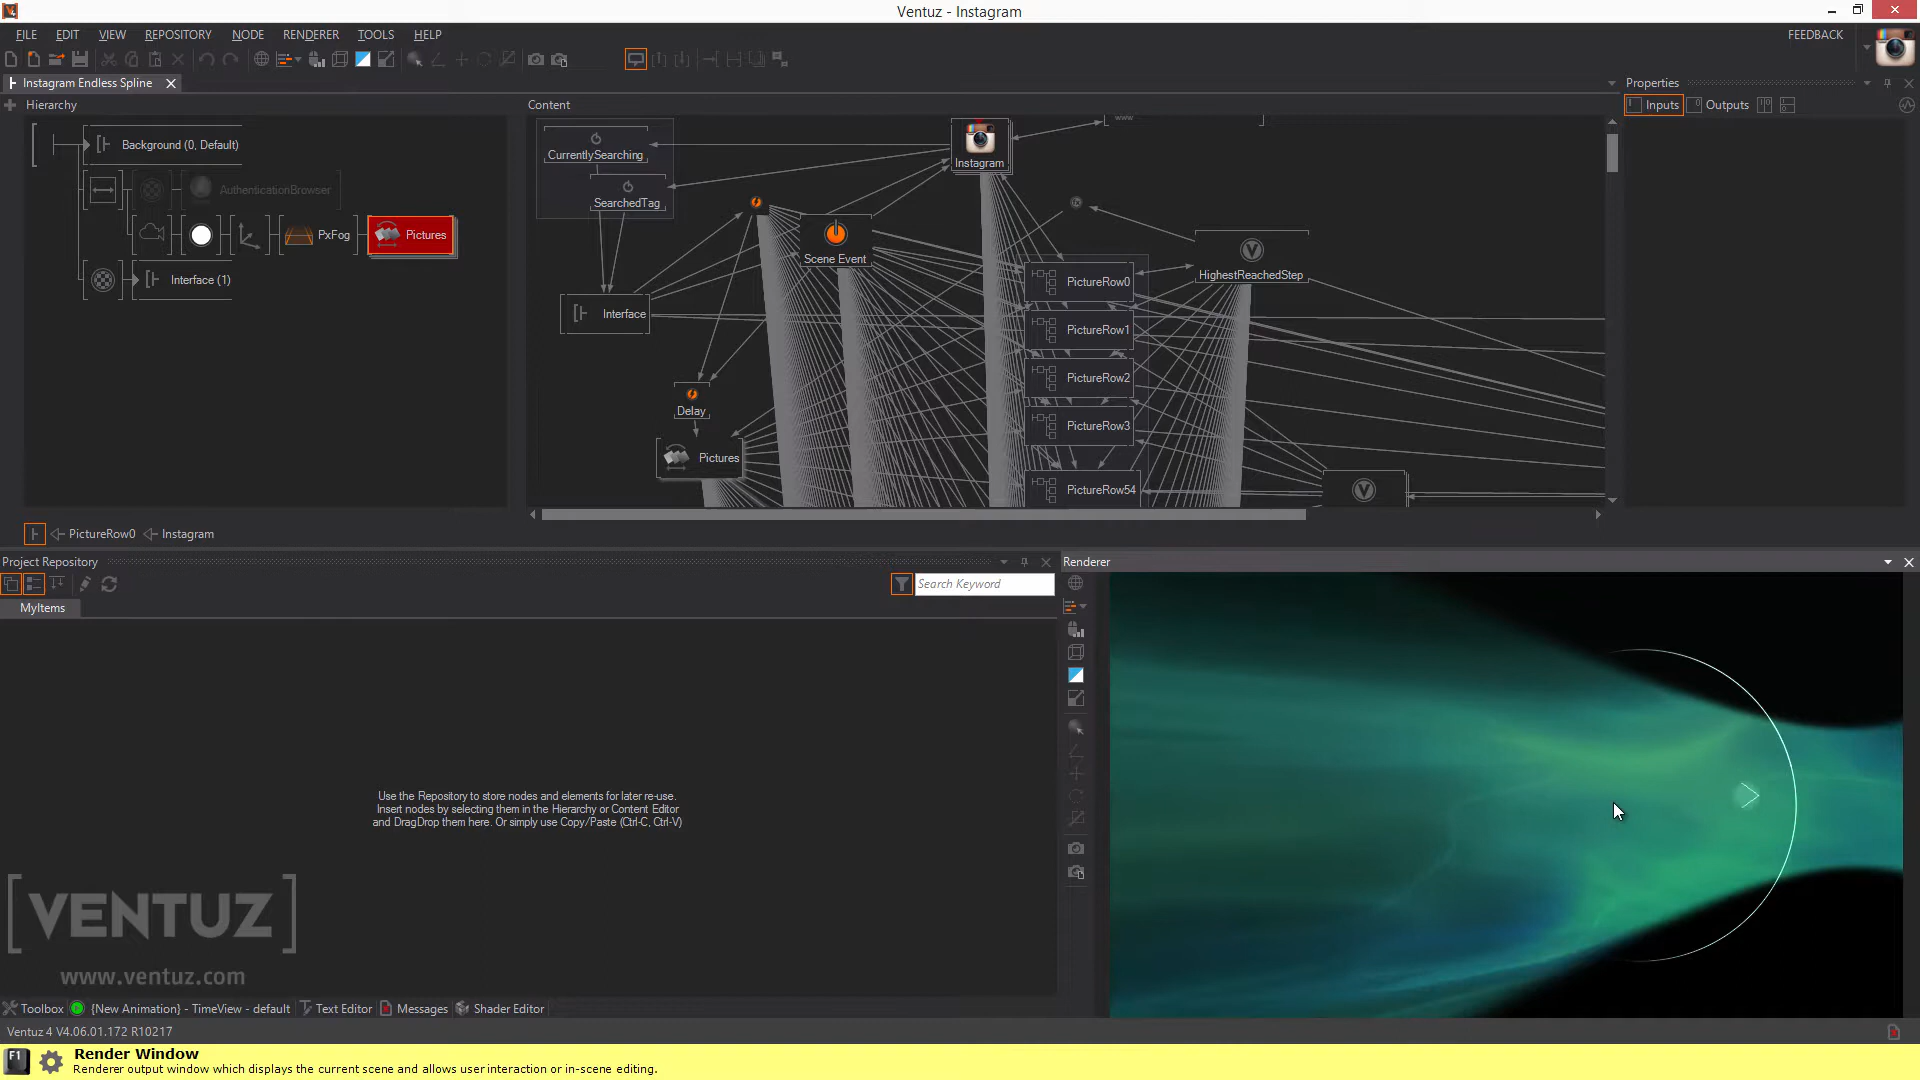 Ventuz - Instagram
FILE EDIT VIEW REPOSITORY NODE RENDERER TOOLS HELP
FEEDBACK
Instagram Endless Spline
Properties
Hierarchy
Content
Inputs Outputs
Background (0, Default)
AuthenticationBrowser
PxFog
Pictures
Interface (1)
www
CurrentlySearching
Instagram
SearchedTag
Scene Event
HighestReachedStep
PictureRow0
Interface
PictureRow1
PictureRow2
Delay
PictureRow3
Pictures
PictureRow54
PictureRow0 Instagram
Project Repository
Search Keyword
MyItems
Renderer
Use the Repository to store nodes and elements for later re-use.
Insert nodes by selecting them in the Hierarchy or Content Editor
and DragDrop them here. Or simply use Copy/Paste (Ctrl-C, Ctrl-V)
[VENTUZ]
www.ventuz.com
Toolbox {New Animation} - TimeView - default Text Editor Messages Shader Editor
Ventuz 4 V4.06.01.172 R10217
F1
Render Window
Renderer output window which displays the current scene and allows user interaction or in-scene editing.